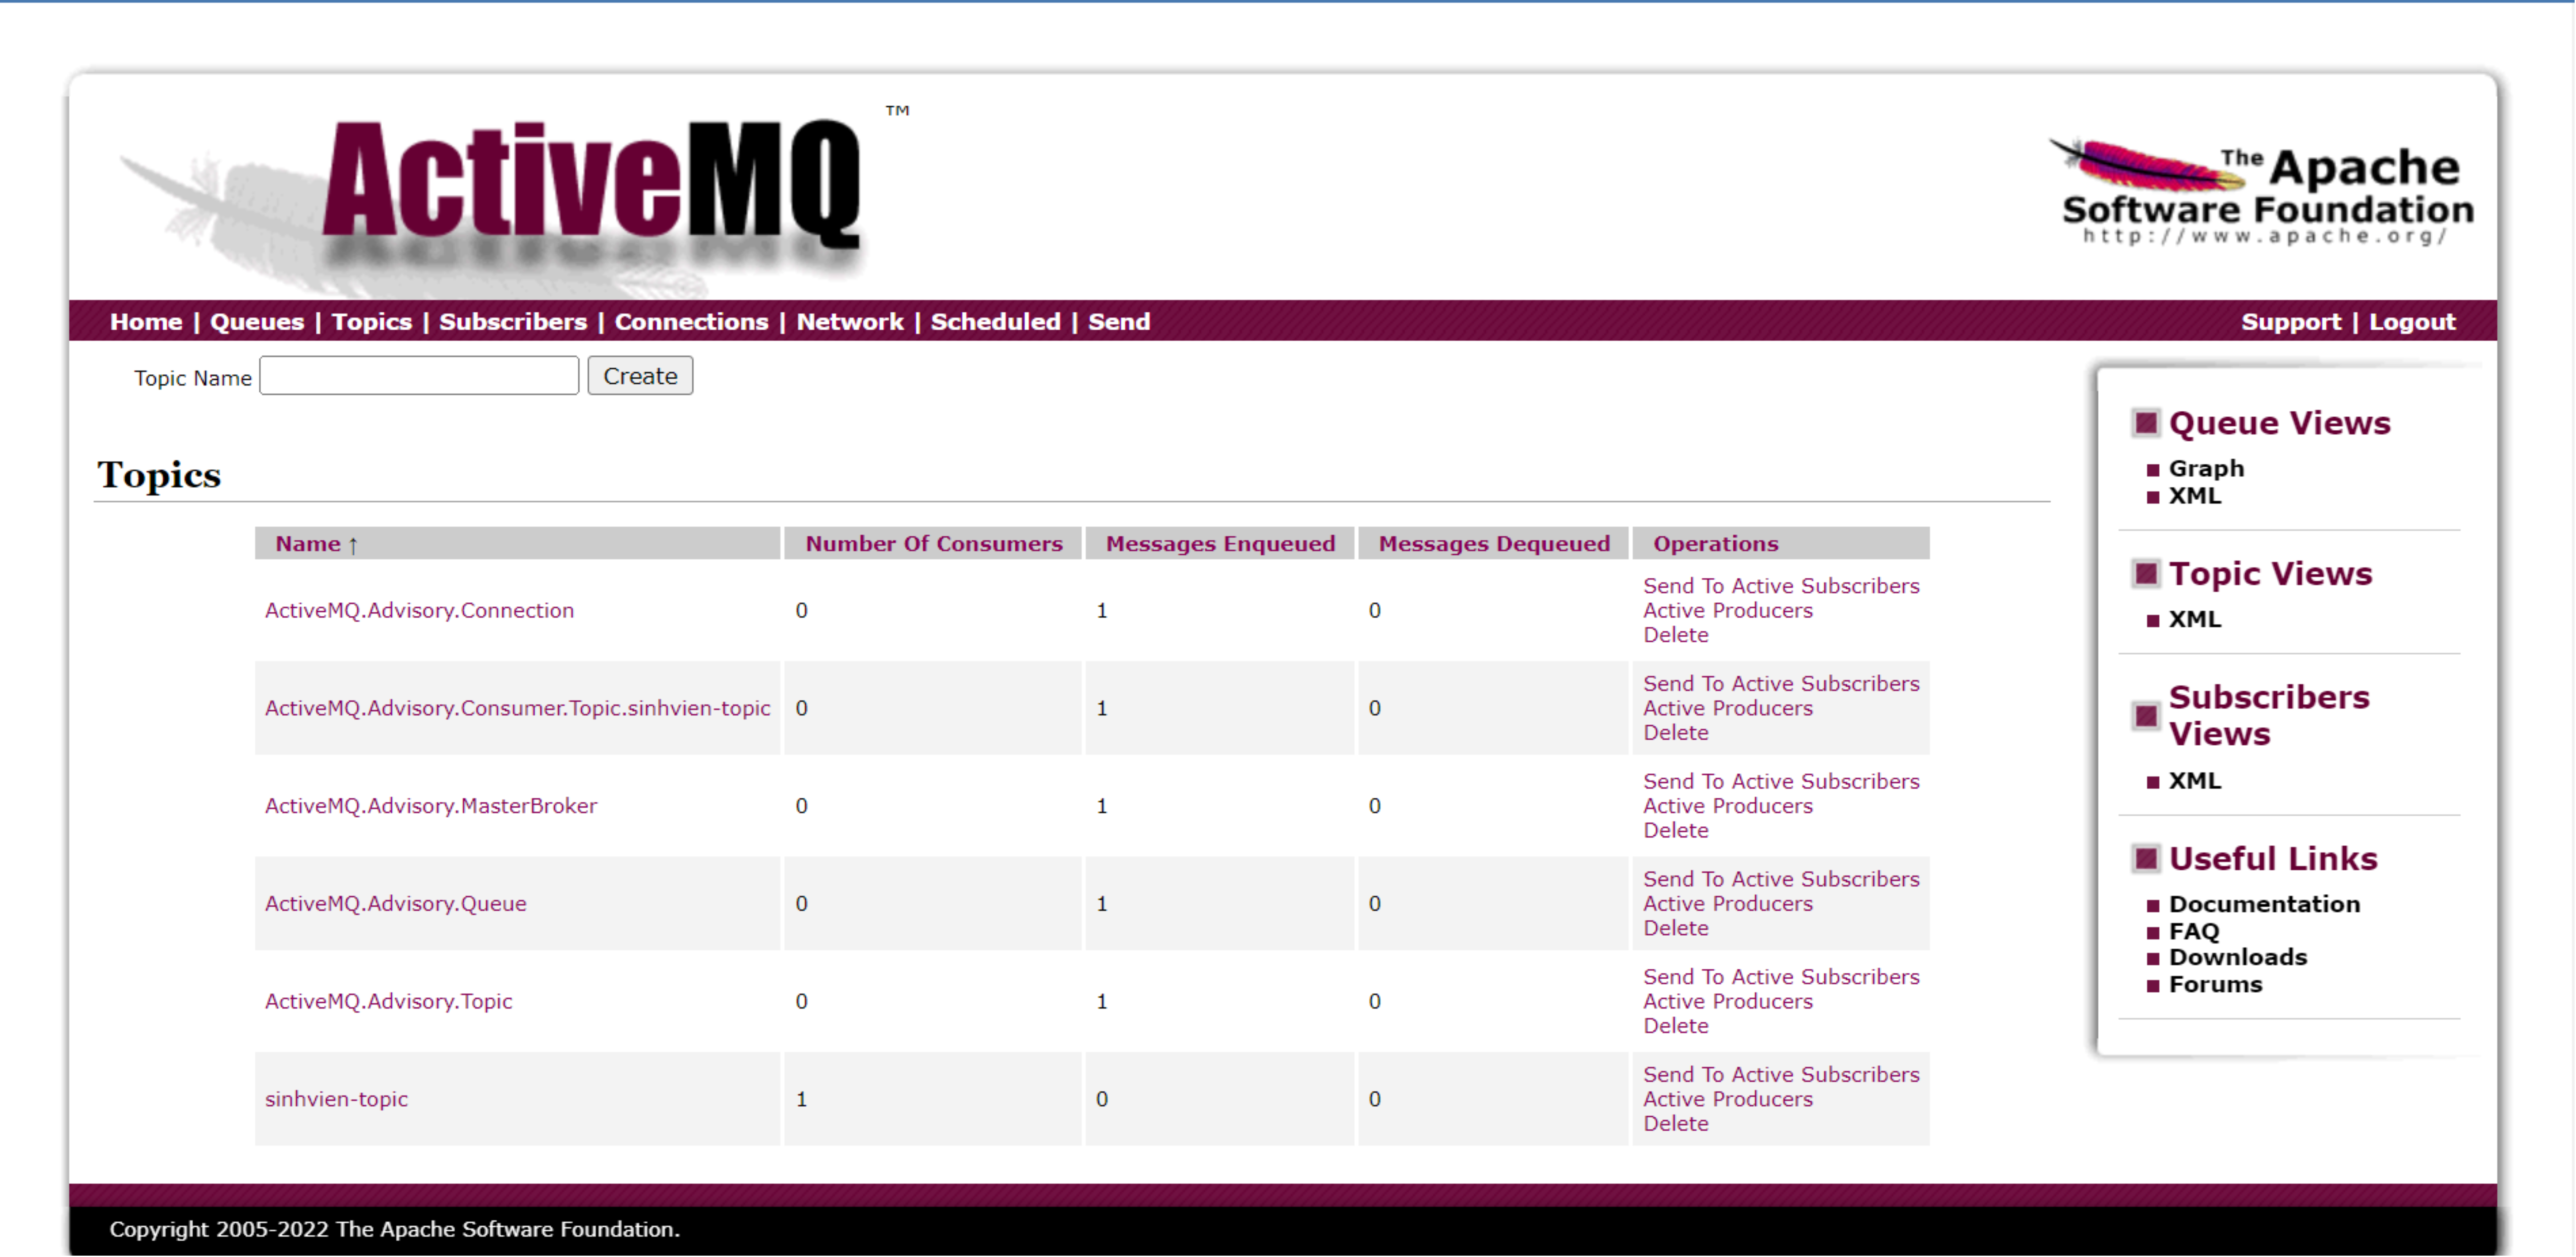 ActiveMQ ™
The Apache
Software Foundation
http://www.apache.org/
Home | Queues | Topics | Subscribers | Connections | Network | Scheduled | Send
Support | Logout
Topic Name
Create
Topics
Name ↑ Number Of Consumers Messages Enqueued Messages Dequeued Operations
ActiveMQ.Advisory.Connection 0 1 0
Send To Active Subscribers
Active Producers
Delete
ActiveMQ.Advisory.Consumer.Topic.sinhvien-topic 0 1 0
Send To Active Subscribers
Active Producers
Delete
ActiveMQ.Advisory.MasterBroker 0 1 0
Send To Active Subscribers
Active Producers
Delete
ActiveMQ.Advisory.Queue 0 1 0
Send To Active Subscribers
Active Producers
Delete
ActiveMQ.Advisory.Topic 0 1 0
Send To Active Subscribers
Active Producers
Delete
sinhvien-topic 1 0 0
Send To Active Subscribers
Active Producers
Delete
Queue Views
Graph
XML
Topic Views
XML
Subscribers
Views
XML
Useful Links
Documentation
FAQ
Downloads
Forums
Copyright 2005-2022 The Apache Software Foundation.